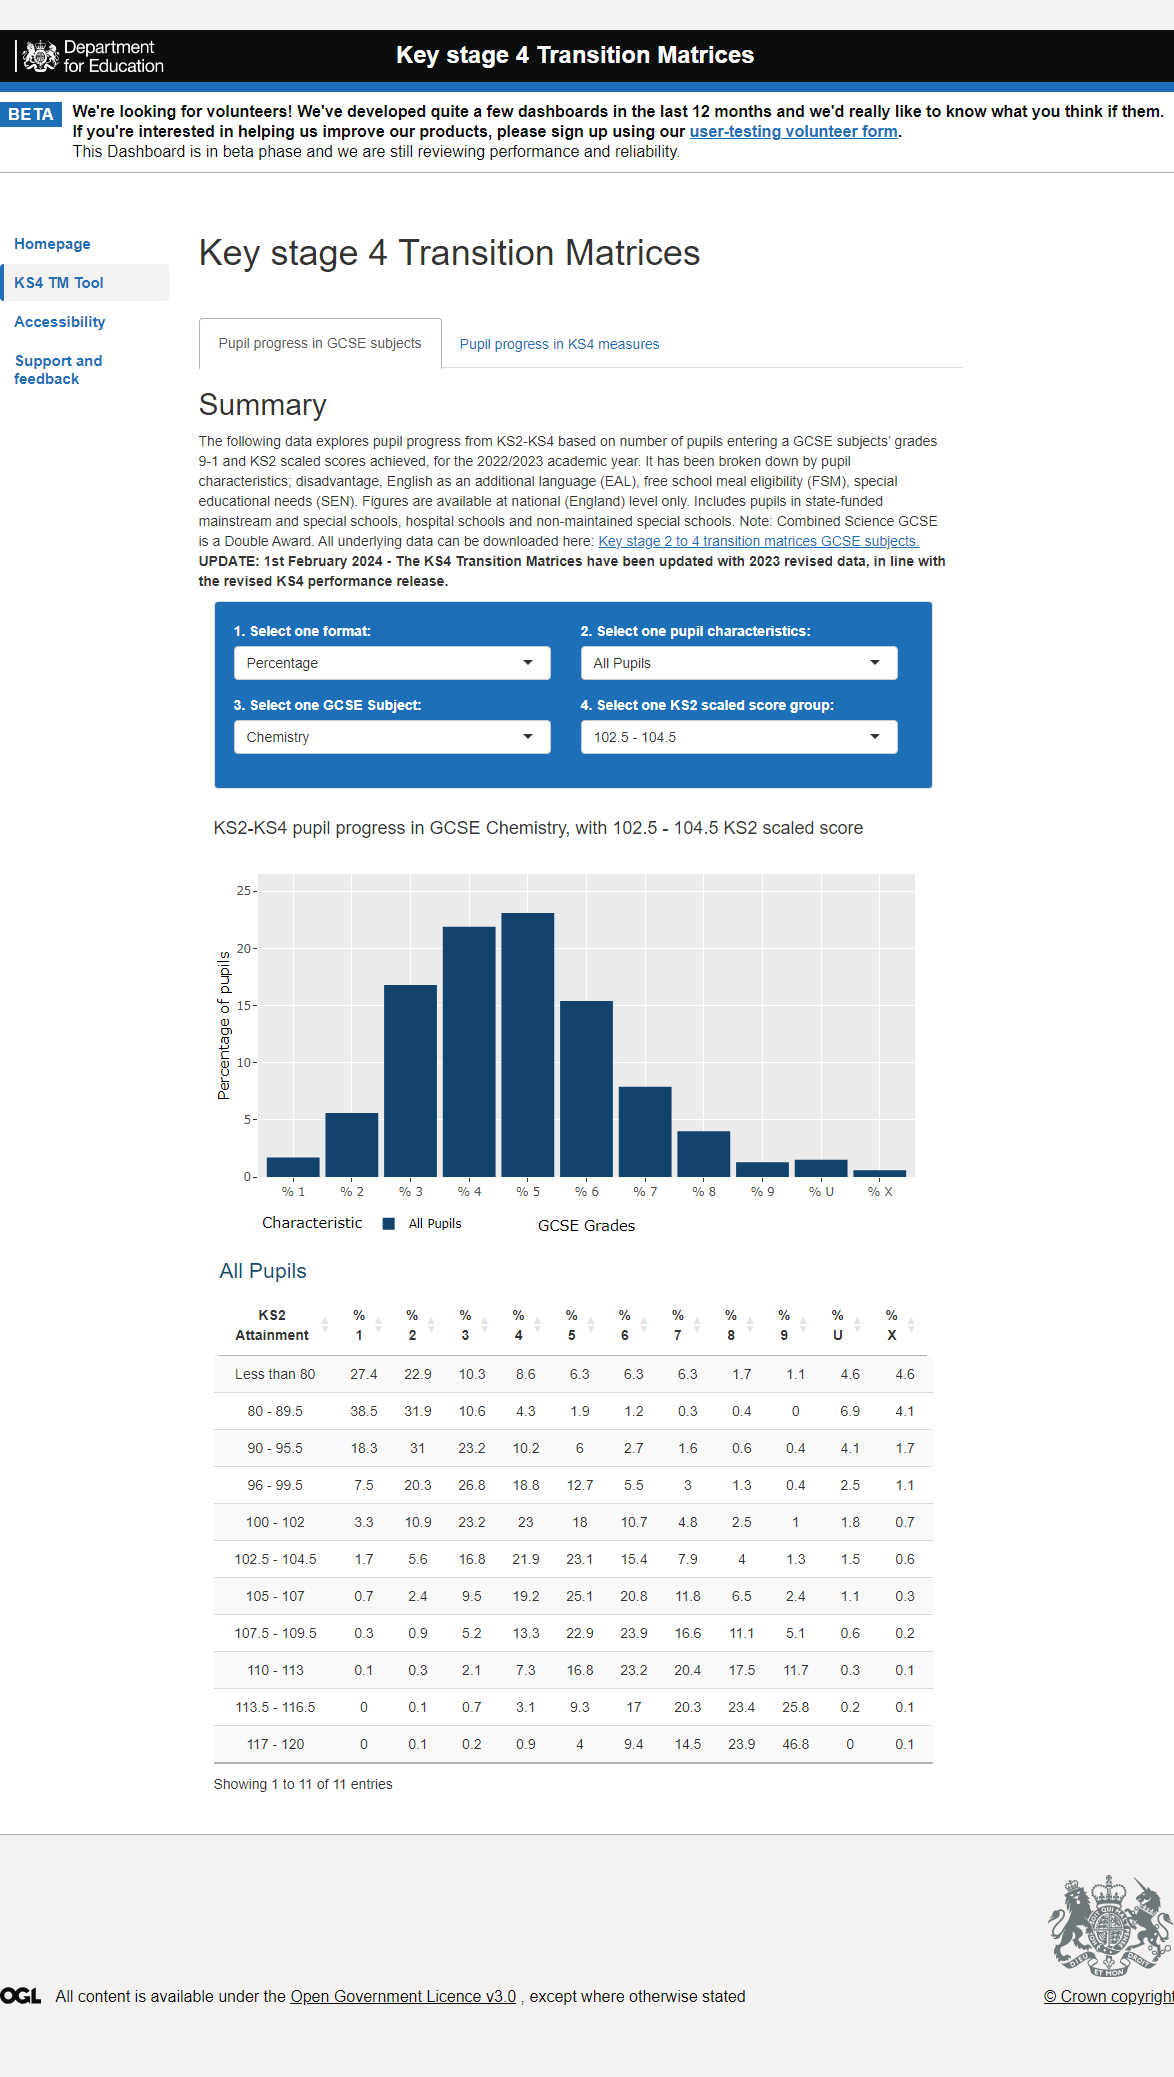 Department
for Education
Key stage 4 Transition Matrices
BETA
We're looking for volunteers! We've developed quite a few dashboards in the last 12 months and we'd really like to know what you think if them.
If you're interested in helping us improve our products, please sign up using our user-testing volunteer form.
This Dashboard is in beta phase and we are still reviewing performance and reliability.
Homepage
KS4 TM Tool
Accessibility
Support and
feedback
Key stage 4 Transition Matrices
Pupil progress in GCSE subjects
Pupil progress in KS4 measures
Summary
The following data explores pupil progress from KS2-KS4 based on number of pupils entering a GCSE subjects' grades
9-1 and KS2 scaled scores achieved, for the 2022/2023 academic year. It has been broken down by pupil
characteristics; disadvantage, English as an additional language (EAL), free school meal eligibility (FSM), special
educational needs (SEN). Figures are available at national (England) level only. Includes pupils in state-funded
mainstream and special schools, hospital schools and non-maintained special schools. Note: Combined Science GCSE
is a Double Award. All underlying data can be downloaded here: Key stage 2 to 4 transition matrices GCSE subjects.
UPDATE: 1st February 2024 - The KS4 Transition Matrices have been updated with 2023 revised data, in line with
the revised KS4 performance release.
1. Select one format:
Percentage
2. Select one pupil characteristics:
All Pupils
3. Select one GCSE Subject:
Chemistry
4. Select one KS2 scaled score group:
102.5 - 104.5
KS2-KS4 pupil progress in GCSE Chemistry, with 102.5 - 104.5 KS2 scaled score
Percentage of pupils
25
20
15
10
5
0
% 1 % 2 % 3 % 4 % 5 % 6 % 7 % 8 % 9 % U % X
Characteristic All Pupils GCSE Grades
All Pupils
KS2 % % % % % % % % % % %
Attainment 1 2 3 4 5 6 7 8 9 U X
Less than 80 27.4 22.9 10.3 8.6 6.3 6.3 6.3 1.7 1.1 4.6 4.6
80 - 89.5 38.5 31.9 10.6 4.3 1.9 1.2 0.3 0.4 0 6.9 4.1
90 - 95.5 18.3 31 23.2 10.2 6 2.7 1.6 0.6 0.4 4.1 1.7
96 - 99.5 7.5 20.3 26.8 18.8 12.7 5.5 3 1.3 0.4 2.5 1.1
100 - 102 3.3 10.9 23.2 23 18 10.7 4.8 2.5 1 1.8 0.7
102.5 - 104.5 1.7 5.6 16.8 21.9 23.1 15.4 7.9 4 1.3 1.5 0.6
105 - 107 0.7 2.4 9.5 19.2 25.1 20.8 11.8 6.5 2.4 1.1 0.3
107.5 - 109.5 0.3 0.9 5.2 13.3 22.9 23.9 16.6 11.1 5.1 0.6 0.2
110 - 113 0.1 0.3 2.1 7.3 16.8 23.2 20.4 17.5 11.7 0.3 0.1
113.5 - 116.5 0 0.1 0.7 3.1 9.3 17 20.3 23.4 25.8 0.2 0.1
117 - 120 0 0.1 0.2 0.9 4 9.4 14.5 23.9 46.8 0 0.1
Showing 1 to 11 of 11 entries
OGL
All content is available under the Open Government Licence v3.0 , except where otherwise stated
© Crown copyright